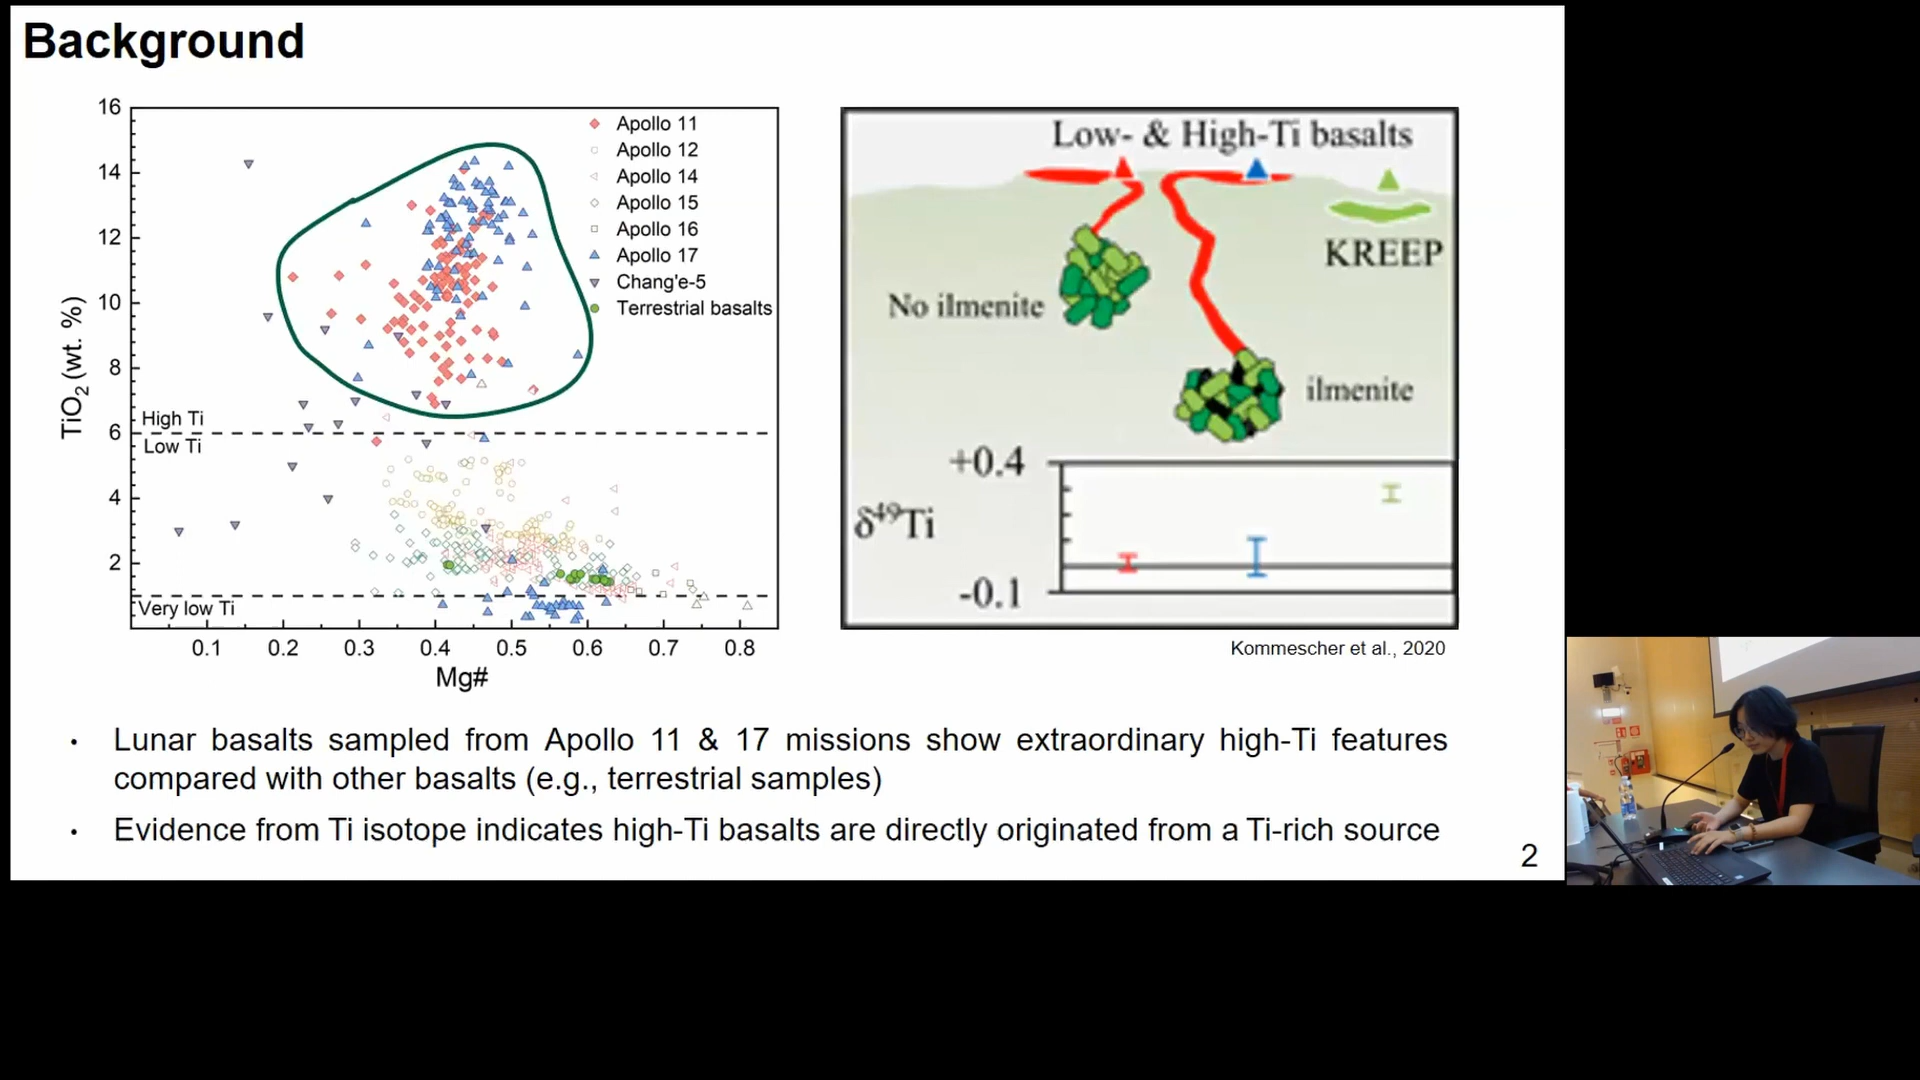 Background
16
14
12
10
8
6
4
2
TiO2 (wt. %)
High Ti
Low Ti
Very low Ti
0.1 0.2 0.3 0.4 0.5 0.6 0.7 0.8
Mg#
Apollo 11
Apollo 12
Apollo 14
Apollo 15
Apollo 16
Apollo 17
Chang'e-5
Terrestrial basalts
Low- & High-Ti basalts
KREEP
No ilmenite
ilmenite
+0.4
δ49Ti
-0.1
Kommescher et al., 2020
• Lunar basalts sampled from Apollo 11 & 17 missions show extraordinary high-Ti features
compared with other basalts (e.g., terrestrial samples)
• Evidence from Ti isotope indicates high-Ti basalts are directly originated from a Ti-rich source
2